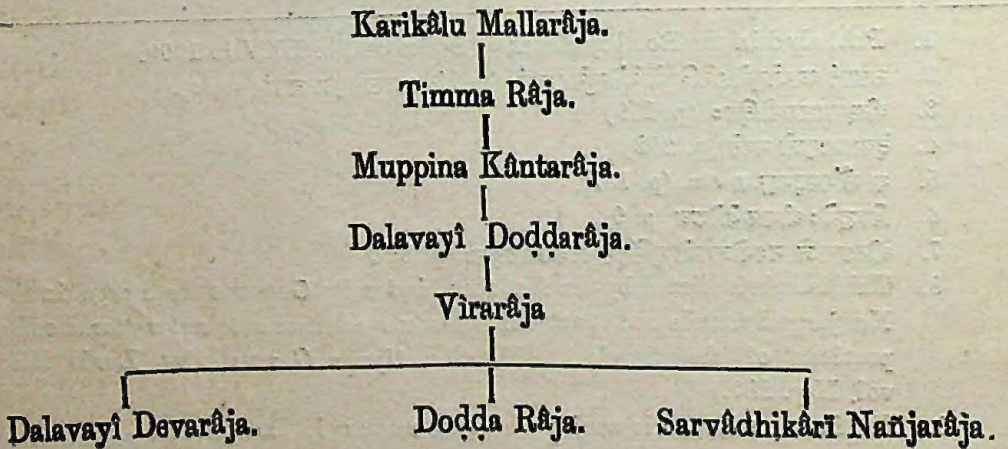 Karikâlu Mallarâja.
Timma Râja.
Muppina Kântarâja.
Dalavayî Doḍḍarâja.
Vîrarâja
Dalavayî Devarâja. Doḍḍa Râja. Sarvâdhikârî Nañjarâja.